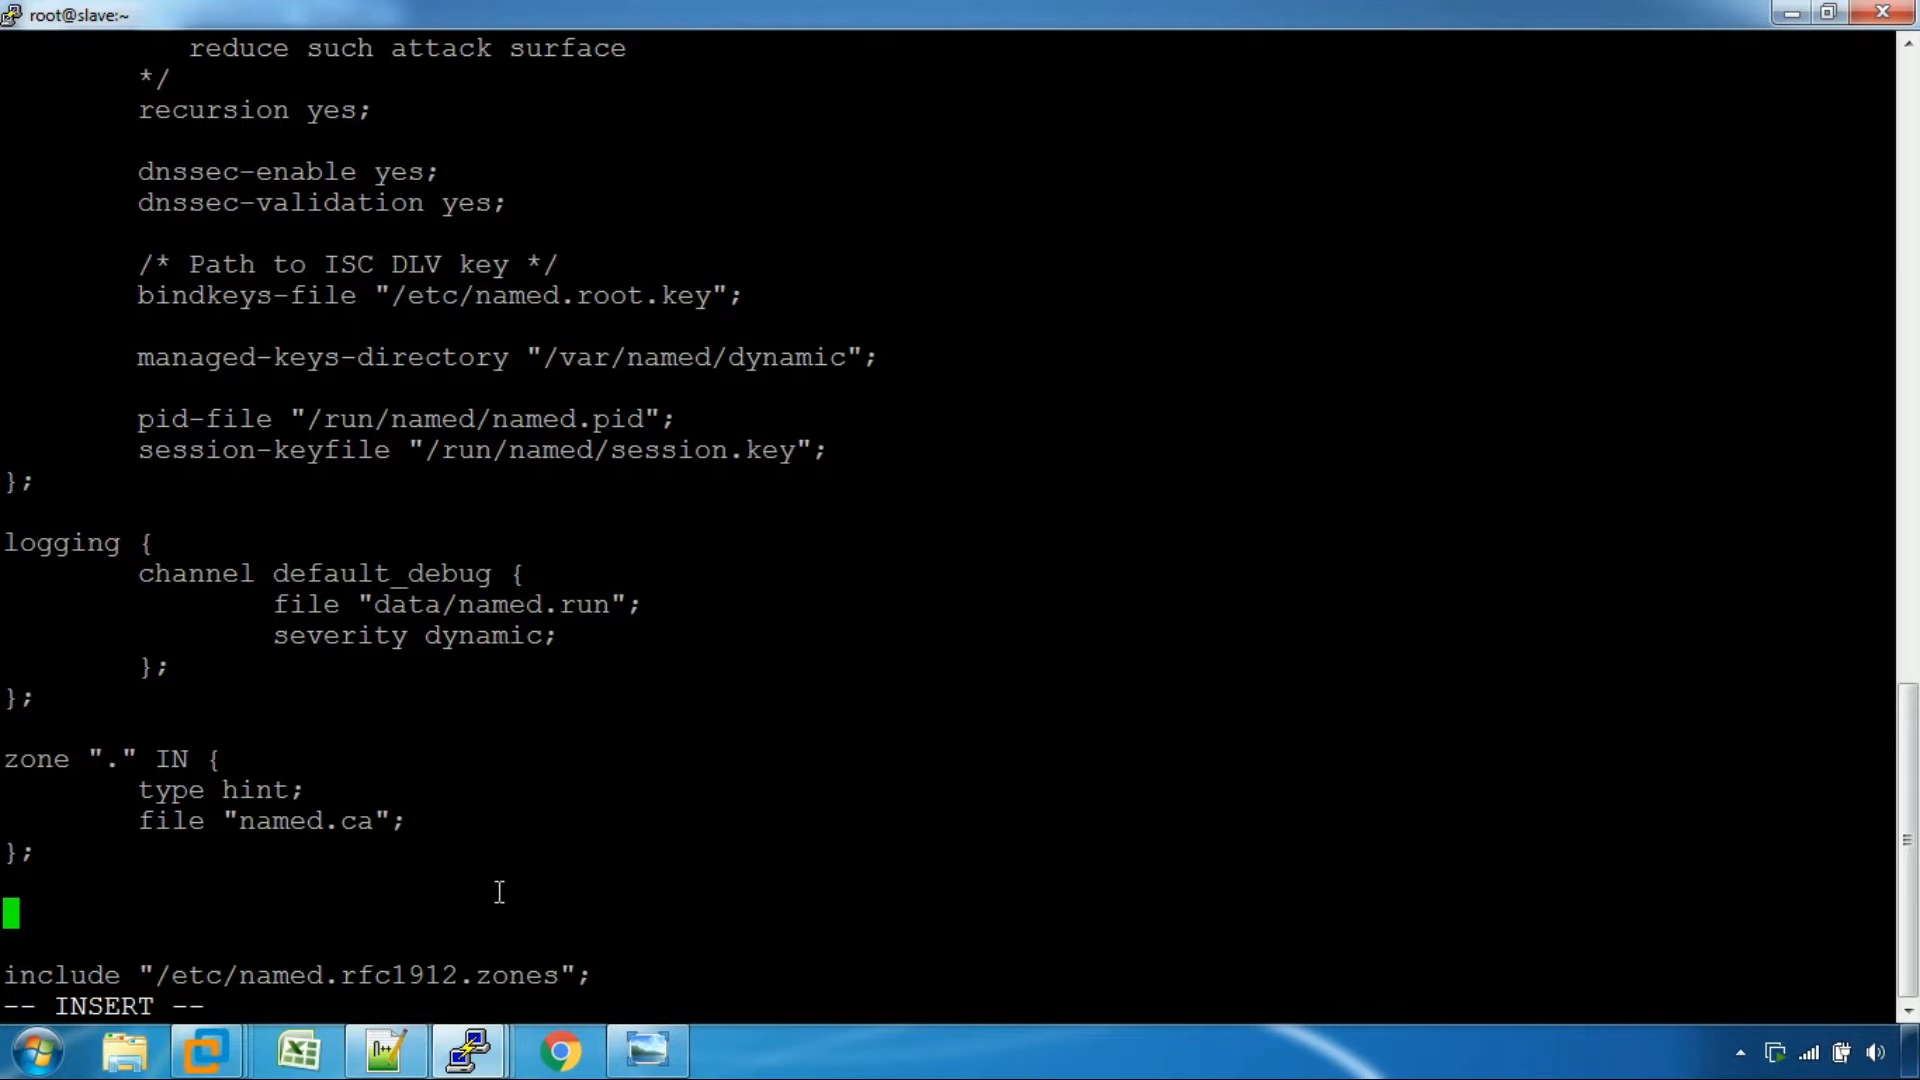 root@slave:~
reduce such attack surface
*/
recursion yes;
dnssec-enable yes;
dnssec-validation yes;
/* Path to ISC DLV key */
bindkeys-file "/etc/named.root.key";
managed-keys-directory "/var/named/dynamic";
pid-file "/run/named/named.pid";
session-keyfile "/run/named/session.key";
};
logging {
channel default_debug {
file "data/named.run";
severity dynamic;
};
};
zone "." IN {
type hint;
file "named.ca";
};
include "/etc/named.rfc1912.zones";
-- INSERT --